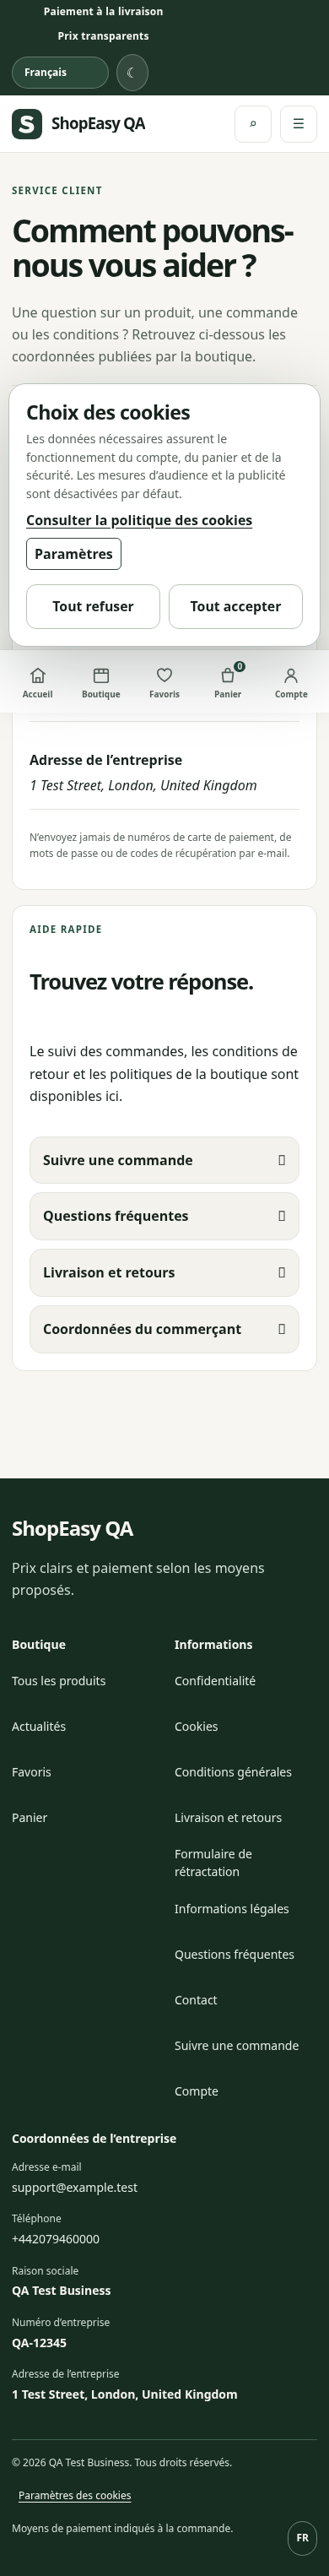 Paiement à la livraison
Prix transparents
Français
S ShopEasy QA
SERVICE CLIENT
Comment pouvons-
nous vous aider ?
Une question sur un produit, une commande
ou les conditions ? Retrouvez ci-dessous les
coordonnées publiées par la boutique.
Choix des cookies
Les données nécessaires assurent le
fonctionnement du compte, du panier et de la
sécurité. Les mesures d’audience et la publicité
sont désactivées par défaut.
Consulter la politique des cookies
Paramètres
Tout refuser
Tout accepter
0
Accueil
Boutique
Favoris
Panier
Compte
Adresse de l’entreprise
1 Test Street, London, United Kingdom
N’envoyez jamais de numéros de carte de paiement, de
mots de passe ou de codes de récupération par e-mail.
AIDE RAPIDE
Trouvez votre réponse.
Le suivi des commandes, les conditions de
retour et les politiques de la boutique sont
disponibles ici.
Suivre une commande
Questions fréquentes
Livraison et retours
Coordonnées du commerçant
ShopEasy QA
Prix clairs et paiement selon les moyens
proposés.
Boutique
Tous les produits
Actualités
Favoris
Panier
Informations
Confidentialité
Cookies
Conditions générales
Livraison et retours
Formulaire de
rétractation
Informations légales
Questions fréquentes
Contact
Suivre une commande
Compte
Coordonnées de l’entreprise
Adresse e-mail
support@example.test
Téléphone
+442079460000
Raison sociale
QA Test Business
Numéro d’entreprise
QA-12345
Adresse de l’entreprise
1 Test Street, London, United Kingdom
© 2026 QA Test Business. Tous droits réservés.
Paramètres des cookies
Moyens de paiement indiqués à la commande.
FR